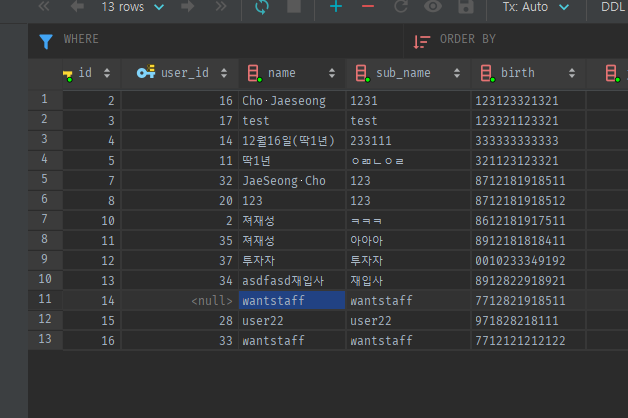 13 rows Tx: Auto DDL
WHERE ORDER BY
id user_id name sub_name birth
1 2 16 Cho·Jaeseong 1231 123123321321
2 3 17 test test 123321123321
3 4 14 12월16일(딱1년) 233111 333333333333
4 5 11 딱1년 321123123321
5 7 32 JaeSeong·Cho 123 8712181918511
6 8 20 123 123 8712181918512
7 10 2 져재성 ㅋㅋㅋ 8612181917511
8 11 35 져재성 아아아 8912181818411
9 12 37 투자자 투자자 0010233349192
10 13 34 asdfasd재입사 재입사 8912822918921
11 14 <null> wantstaff wantstaff 7712821918511
12 15 28 user22 user22 971828218111
13 16 33 wantstaff wantstaff 7712121212122